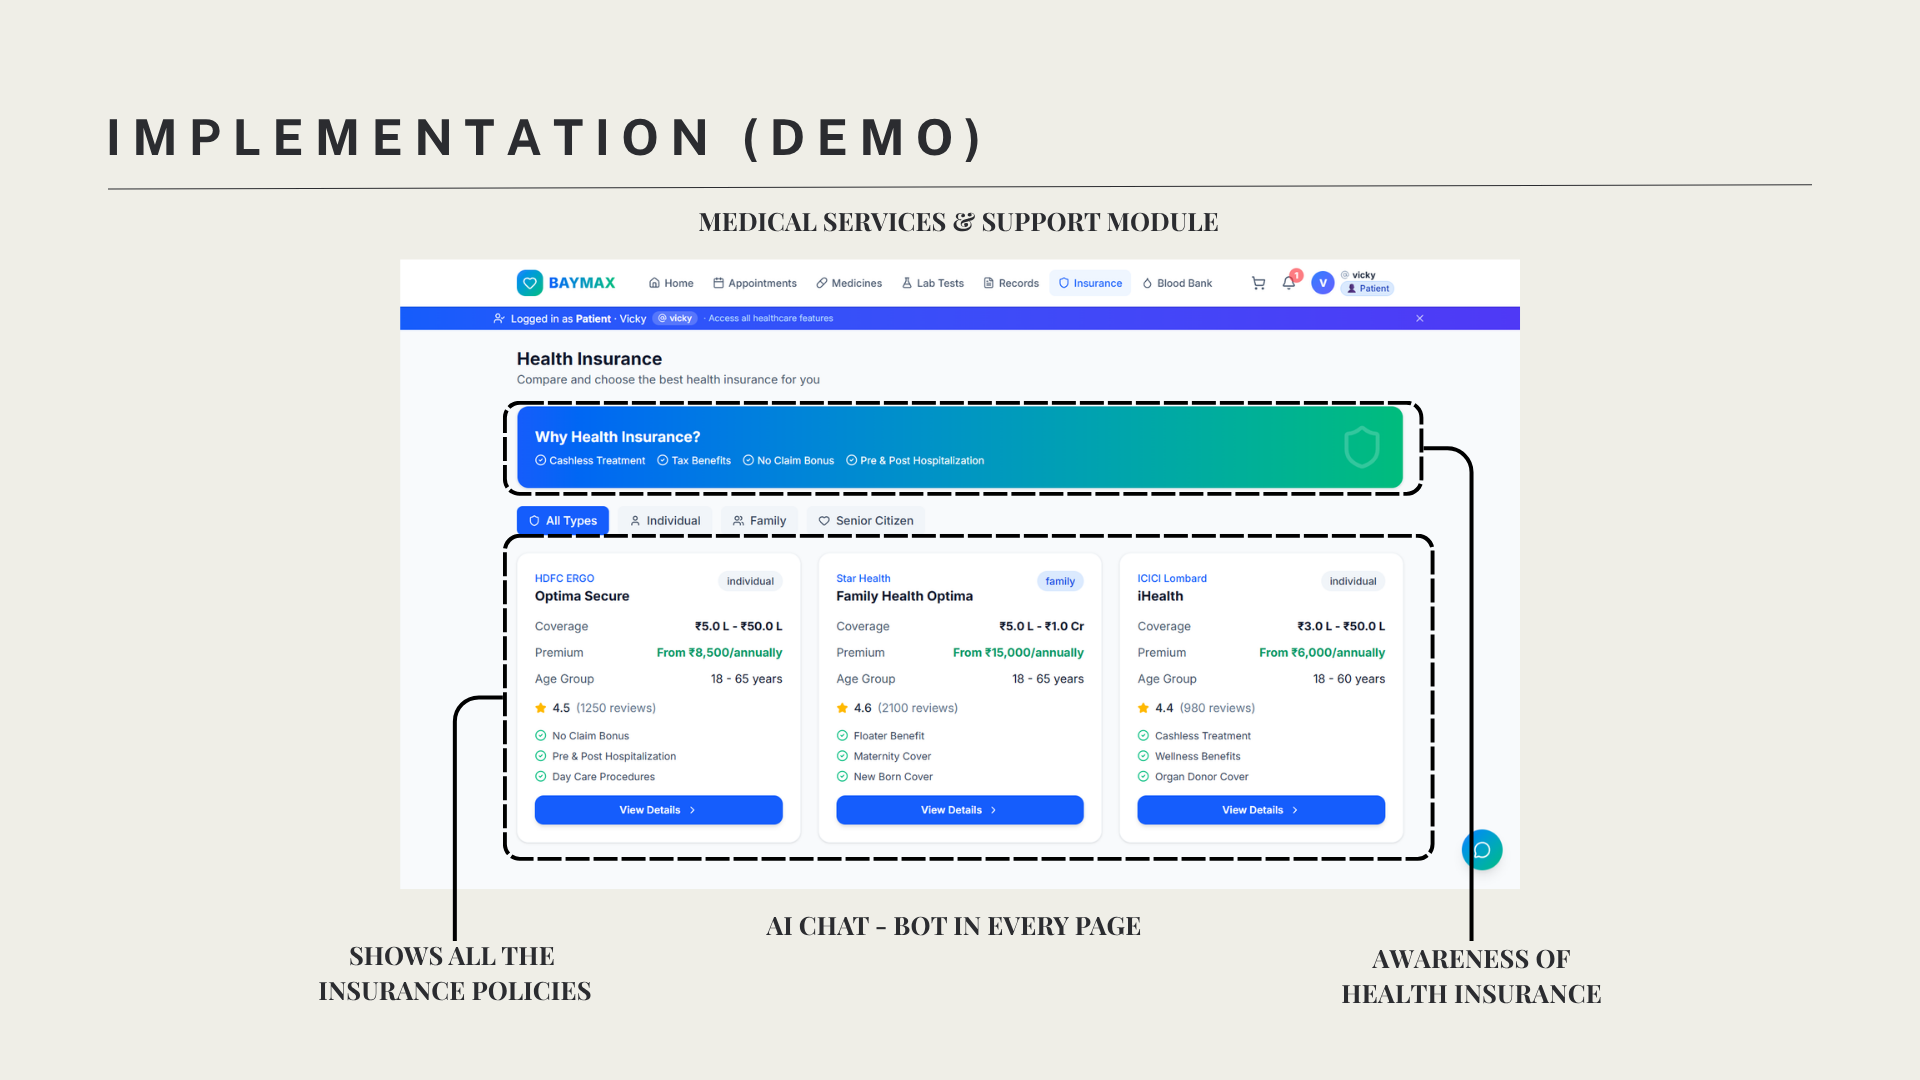 IMPLEMENTATION (DEMO)
MEDICAL SERVICES & SUPPORT MODULE
BAYMAX Home Appointments Medicines Lab Tests Records Insurance Blood Bank 1 V @ vicky
Patient
Logged in as Patient · Vicky @ vicky · Access all healthcare features
Health Insurance
Compare and choose the best health insurance for you
Why Health Insurance?
Cashless Treatment Tax Benefits No Claim Bonus Pre & Post Hospitalization
All Types Individual Family Senior Citizen
HDFC ERGO individual
Optima Secure
Coverage ₹5.0 L - ₹50.0 L
Premium From ₹8,500/annually
Age Group 18 - 65 years
4.5 (1250 reviews)
No Claim Bonus
Pre & Post Hospitalization
Day Care Procedures
View Details
Star Health family
Family Health Optima
Coverage ₹5.0 L - ₹1.0 Cr
Premium From ₹15,000/annually
Age Group 18 - 65 years
4.6 (2100 reviews)
Floater Benefit
Maternity Cover
New Born Cover
View Details
ICICI Lombard individual
iHealth
Coverage ₹3.0 L - ₹50.0 L
Premium From ₹6,000/annually
Age Group 18 - 60 years
4.4 (980 reviews)
Cashless Treatment
Wellness Benefits
Organ Donor Cover
View Details
AI CHAT - BOT IN EVERY PAGE
SHOWS ALL THE
INSURANCE POLICIES
AWARENESS OF
HEALTH INSURANCE